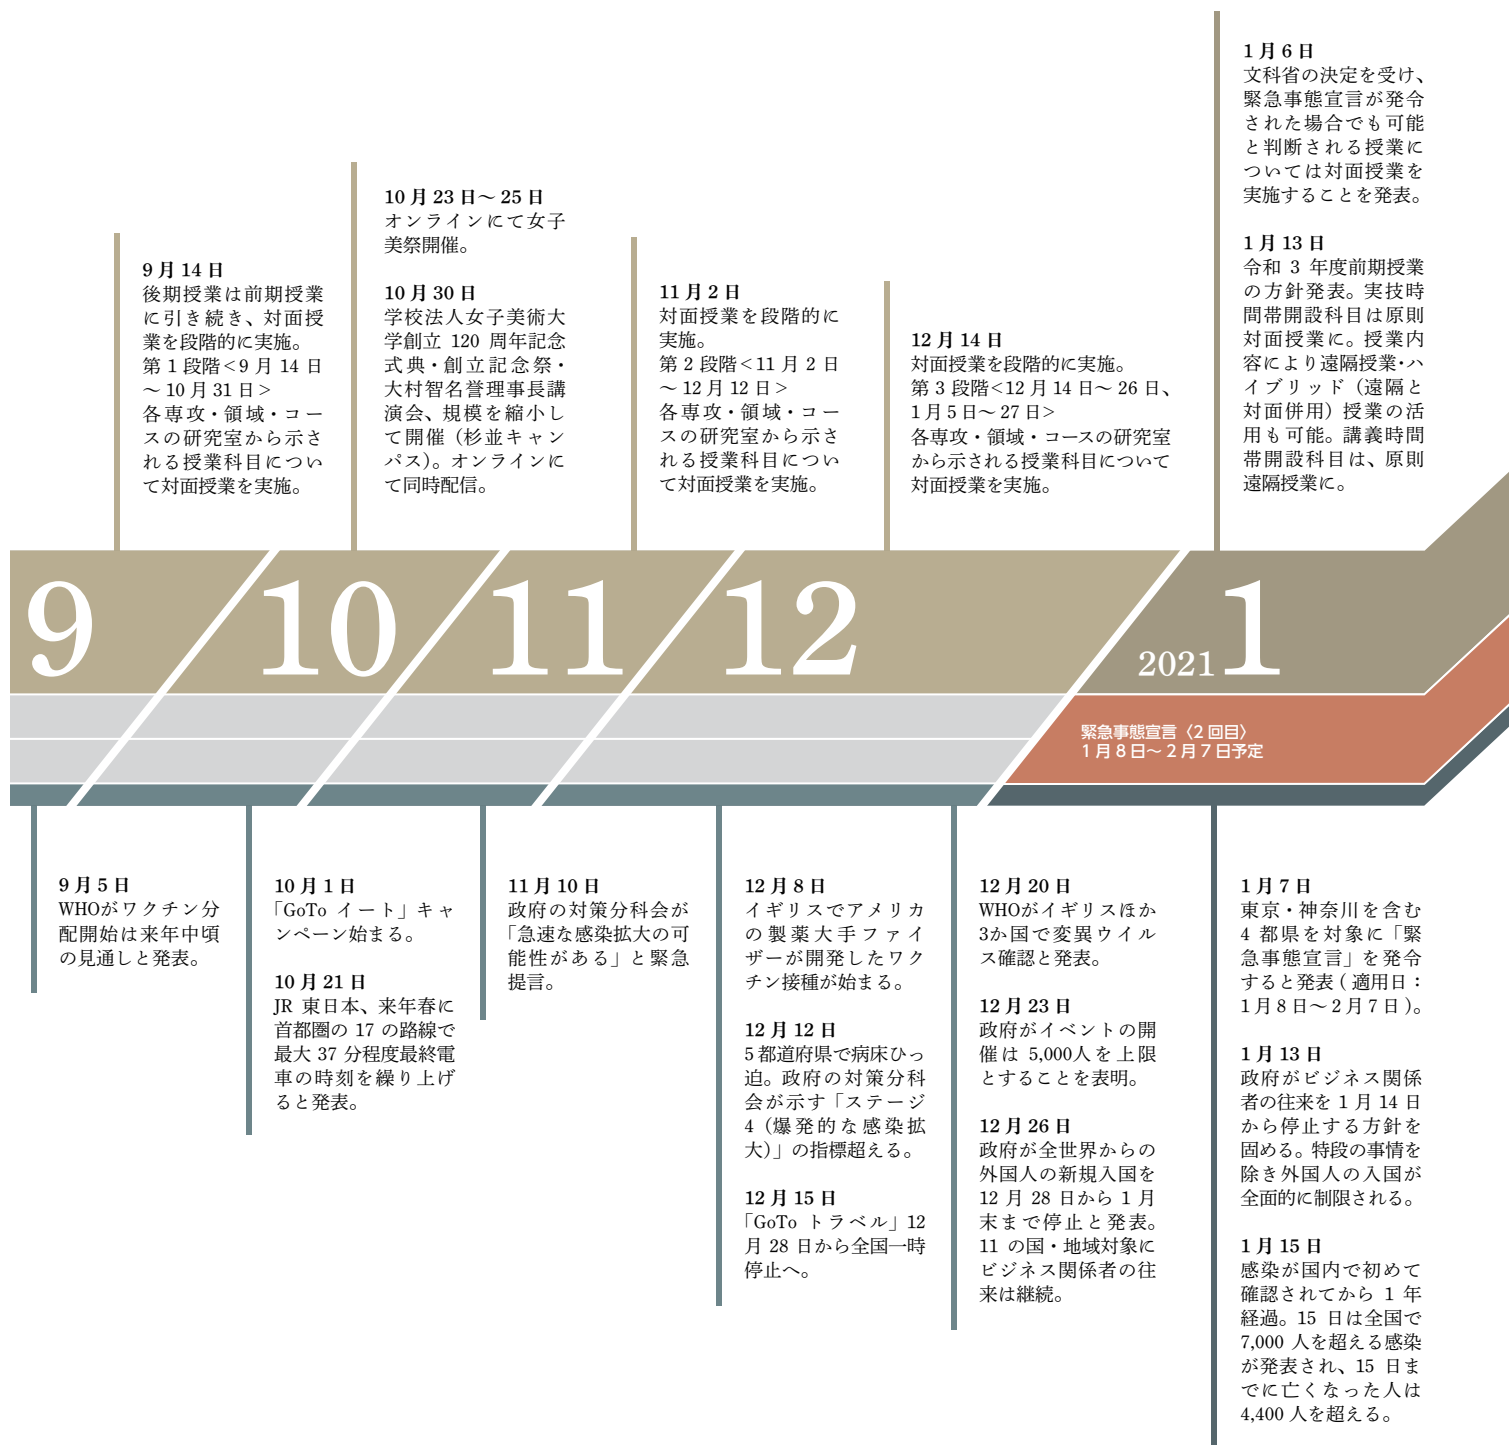 9月14日
後期授業は前期授業
に引き続き、対面授
業を段階的に実施。
第1段階<9月14日
～10月31日>
各専攻・領域・コー
スの研究室から示さ
れる授業科目につい
て対面授業を実施。
10月23日～25日
オンラインにて女子
美祭開催。
10月30日
学校法人女子美術大
学創立 120 周年記念
式典・創立記念祭・
大村智名誉理事長講
演会、規模を縮小し
て開催（杉並キャン
パス）。オンラインに
て同時配信。
11月2日
対面授業を段階的に
実施。
第2段階<11月2日
～12月12日>
各専攻・領域・コー
スの研究室から示さ
れる授業科目につい
て対面授業を実施。
12月14日
対面授業を段階的に実施。
第3段階<12月14日～26日、
1月5日～27日>
各専攻・領域・コースの研究室
から示される授業科目について
対面授業を実施。
1月6日
文科省の決定を受け、
緊急事態宣言が発令
された場合でも可能
と判断される授業に
ついては対面授業を
実施することを発表。
1月13日
令和 3 年度前期授業
の方針発表。実技時
間帯開設科目は原則
対面授業に。授業内
容により遠隔授業・ハ
イブリッド（遠隔と
対面併用）授業の活
用も可能。講義時間
帯開設科目は、原則
遠隔授業に。
9
10
11
12
2021 1
緊急事態宣言〈2回目〉
1月8日～2月7日予定
9月5日
WHOがワクチン分
配開始は来年中頃
の見通しと発表。
10月1日
「GoTo イート」キャ
ンペーン始まる。
10月21日
JR 東日本、来年春に
首都圏の 17 の路線で
最大 37 分程度最終電
車の時刻を繰り上げ
ると発表。
11月10日
政府の対策分科会が
「急速な感染拡大の可
能性がある」と緊急
提言。
12月8日
イギリスでアメリカ
の製薬大手ファイ
ザーが開発したワク
チン接種が始まる。
12月12日
5都道府県で病床ひっ
迫。政府の対策分科
会が示す「ステージ
4（爆発的な感染拡
大）」の指標超える。
12月15日
「GoTo トラベル」12
月 28 日から全国一時
停止へ。
12月20日
WHOがイギリスほか
3か国で変異ウイル
ス確認と発表。
12月23日
政府がイベントの開
催は 5,000人を上限
とすることを表明。
12月26日
政府が全世界からの
外国人の新規入国を
12 月 28 日から 1 月
末まで停止と発表。
11 の国・地域対象に
ビジネス関係者の往
来は継続。
1月7日
東京・神奈川を含む
4 都県を対象に「緊
急事態宣言」を発令
すると発表(適用日：
1月8日～2月7日)。
1月13日
政府がビジネス関係
者の往来を 1 月 14 日
から停止する方針を
固める。特段の事情を
除き外国人の入国が
全面的に制限される。
1月15日
感染が国内で初めて
確認されてから 1 年
経過。15 日は全国で
7,000 人を超える感染
が発表され、15 日ま
でに亡くなった人は
4,400 人を超える。